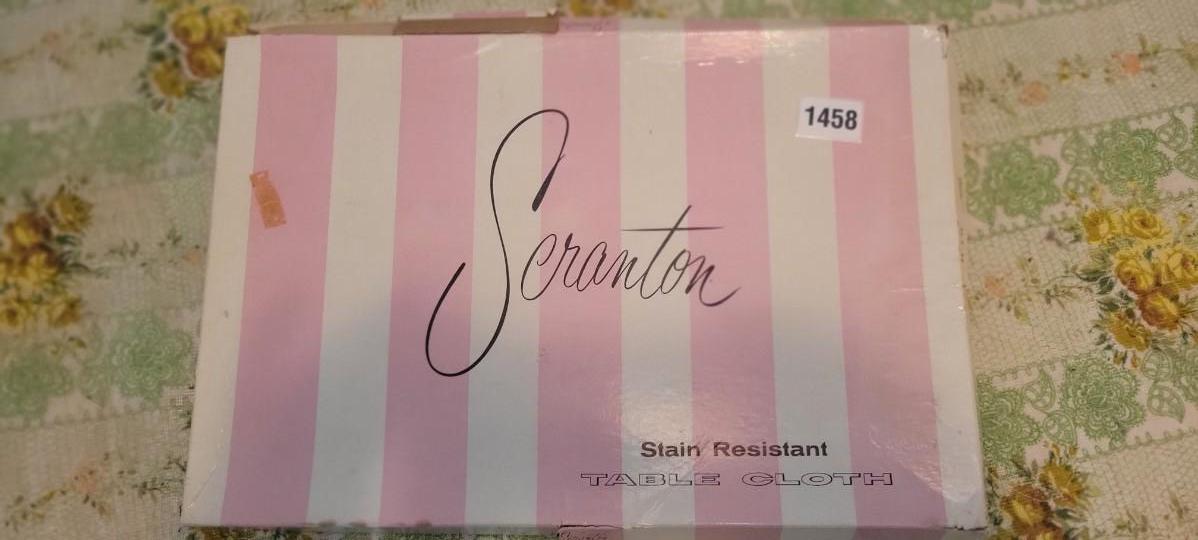 1458
Scranton
Stain Resistant
TABLE CLOTH